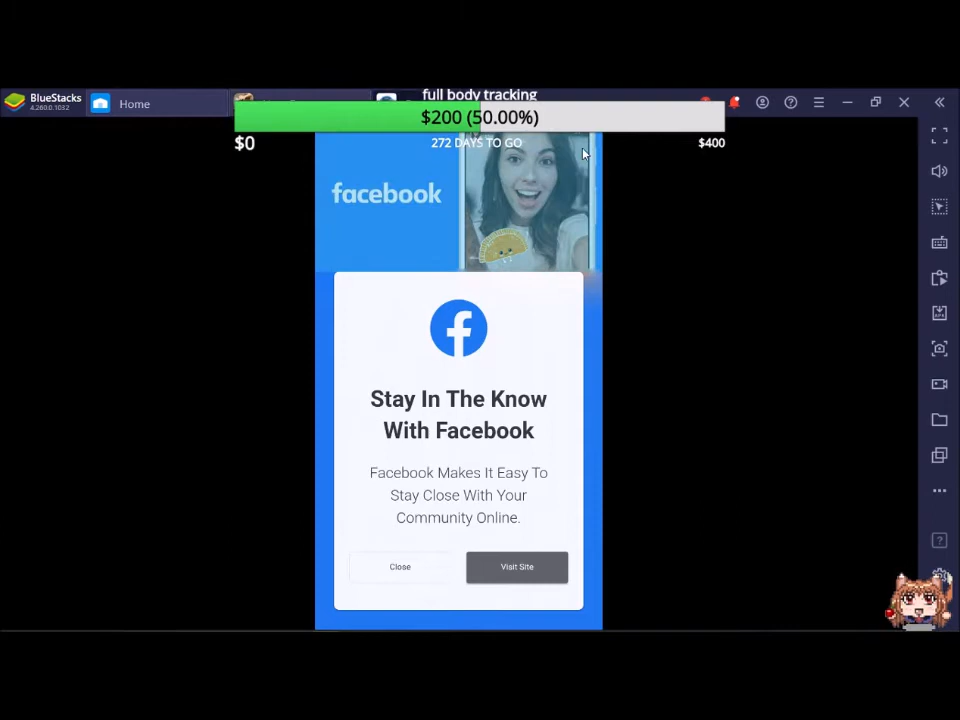 full body tracking
BlueStacks
4.260.0.1032
Home
$200 (50.00%)
$0
272 DAYS TO GO
$400
facebook
Stay In The Know
With Facebook
Facebook Makes It Easy To
Stay Close With Your
Community Online.
Close
Visit Site